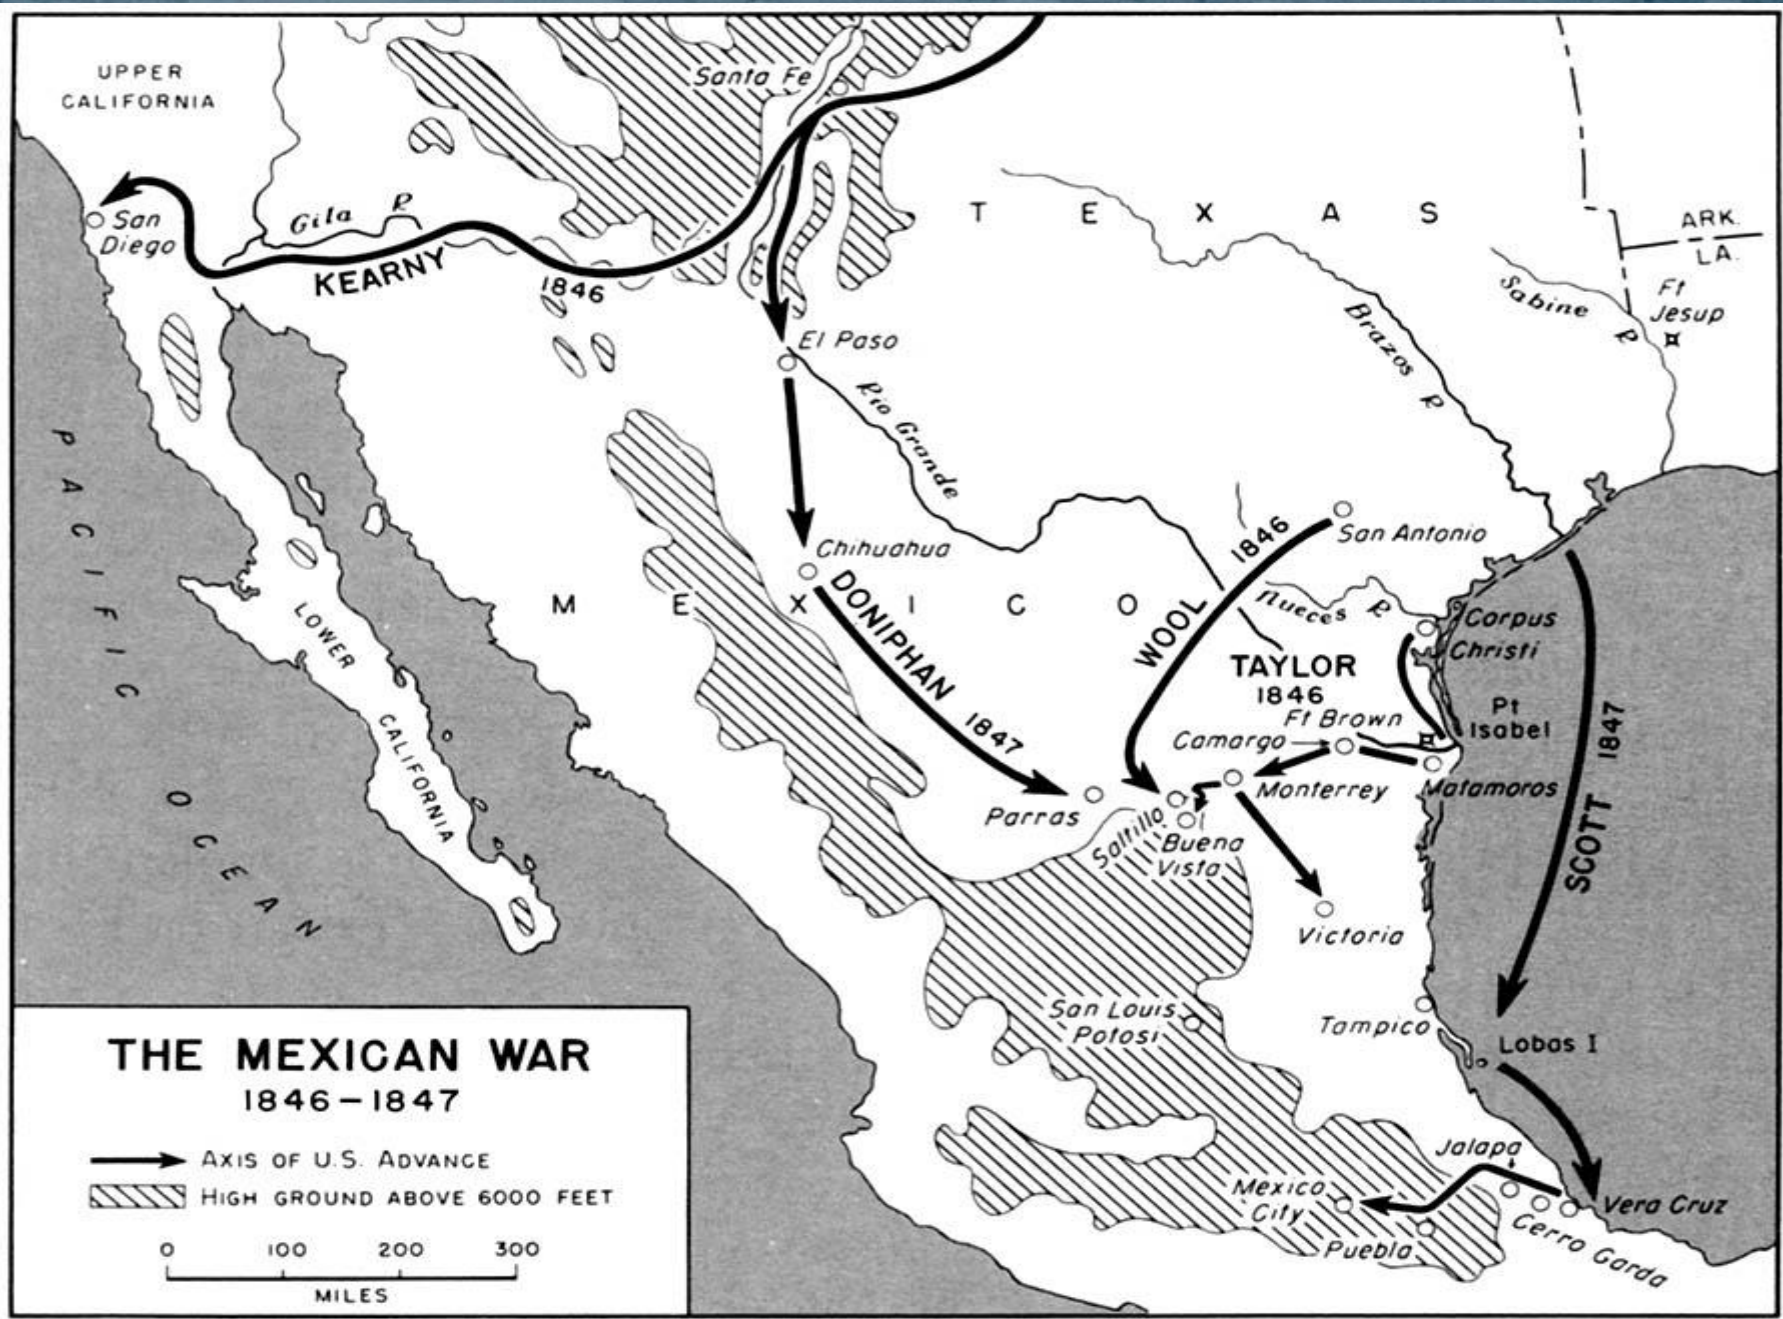 UPPER
CALIFORNIA
Santa Fe
San
Diego
Gila R
KEARNY
1846
TEXAS
ARK.
LA.
Sabine R
Ft
Jesup
Brazos R
El Paso
Rio Grande
PACIFIC OCEAN
Chihuahua
San Antonio
1846
WOOL
Nueces R
Corpus
Christi
MEXICO
LOWER CALIFORNIA
DONIPHAN 1847
TAYLOR
1846
Ft Brown
Pt
Isabel
Camargo
Monterrey
Matamoros
Parras
Saltillo
Buena
Vista
SCOTT 1847
Victoria
San Louis
Potosi
Tampico
Lobos I
Jalapa
Mexico
City
Vera Cruz
Puebla
Cerro Garda
THE MEXICAN WAR
1846-1847
AXIS OF U.S. ADVANCE
HIGH GROUND ABOVE 6000 FEET
0 100 200 300
MILES